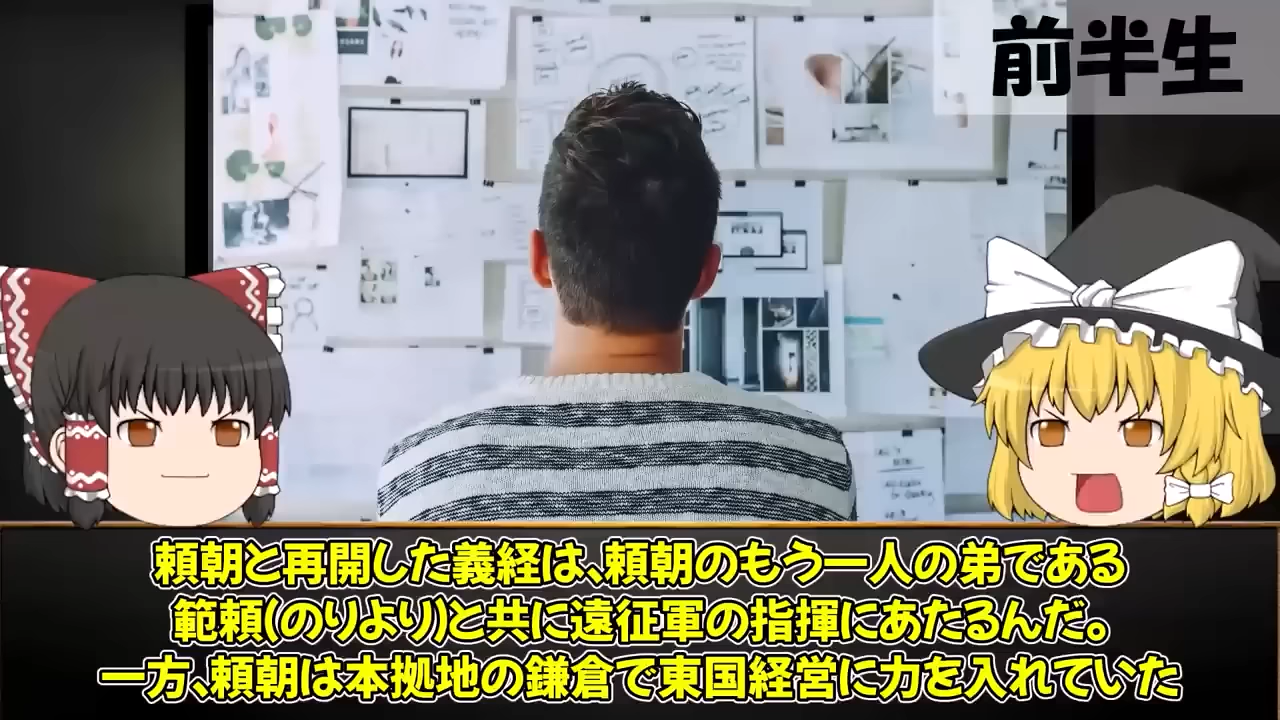 前半生
頼朝と再開した義経は、頼朝のもう一人の弟である
範頼(のりより)と共に遠征軍の指揮にあたるんだ。
一方、頼朝は本拠地の鎌倉で東国経営に力を入れていた